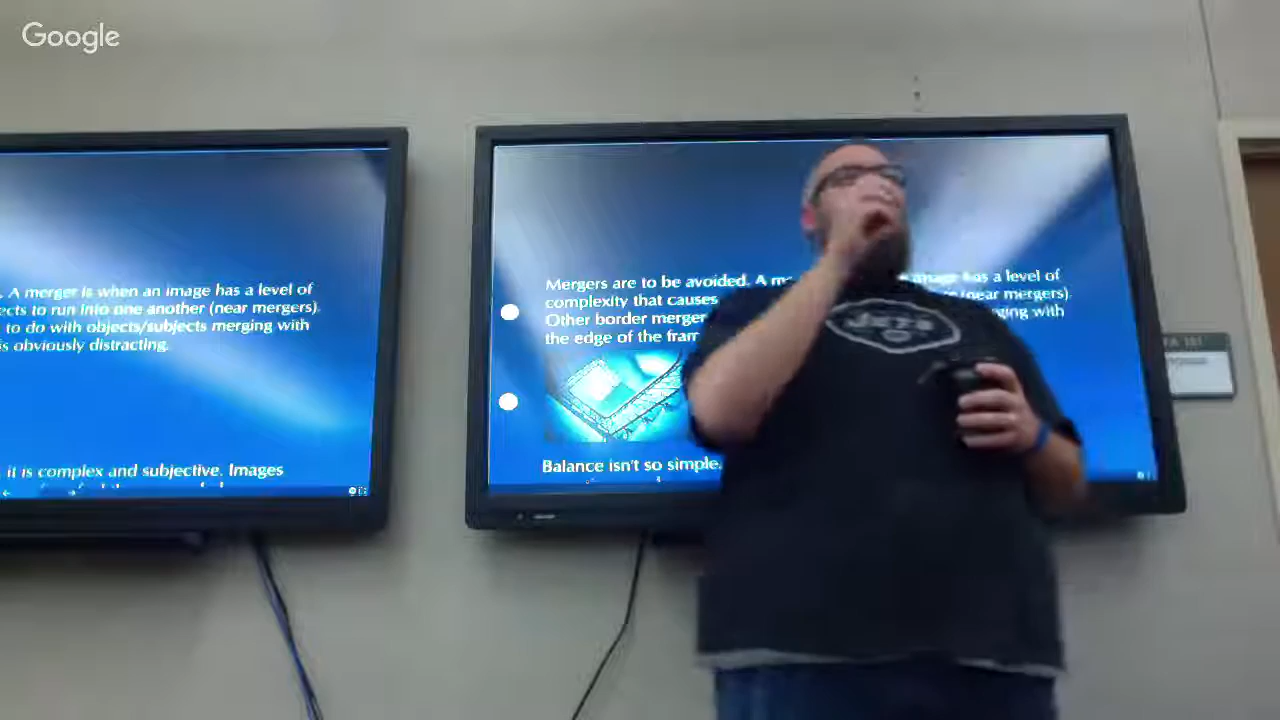 Google
. A merger is when an image has a level of
ects to run into one another (near mergers).
to do with objects/subjects merging with
is obviously distracting.
it is complex and subjective. Images
Mergers are to be avoided. A m image has a level of
complexity that causes (near mergers).
Other border merger rging with
the edge of the fram
Balance isn't so simple.